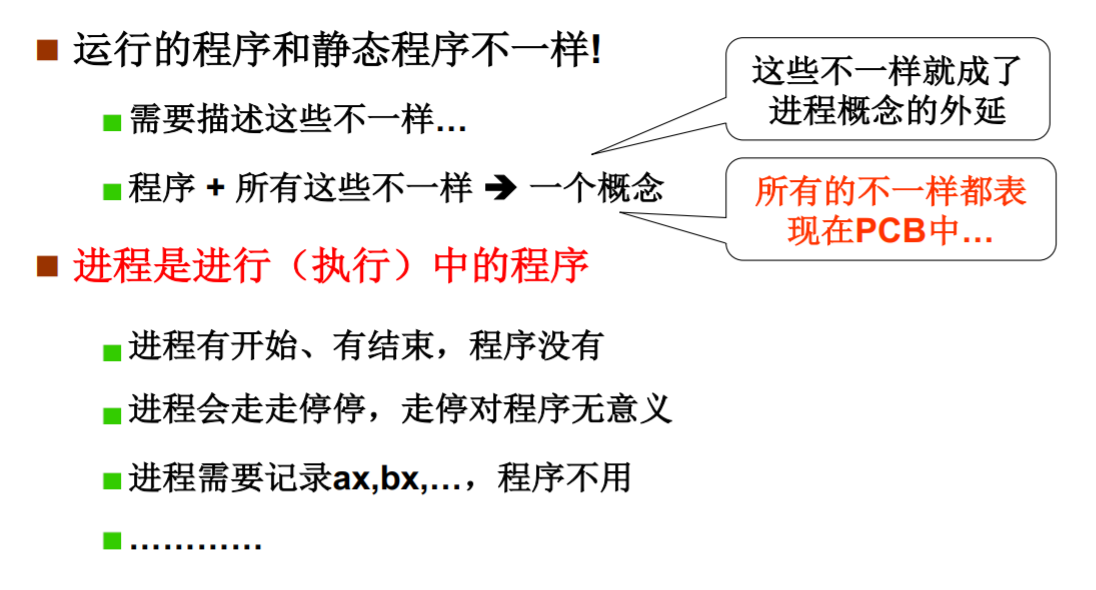 运行的程序和静态程序不一样!
需要描述这些不一样…
程序 + 所有这些不一样 ➔ 一个概念
这些不一样就成了
进程概念的外延
所有的不一样都表
现在PCB中…
进程是进行（执行）中的程序
进程有开始、有结束，程序没有
进程会走走停停，走停对程序无意义
进程需要记录ax,bx,…，程序不用
…………